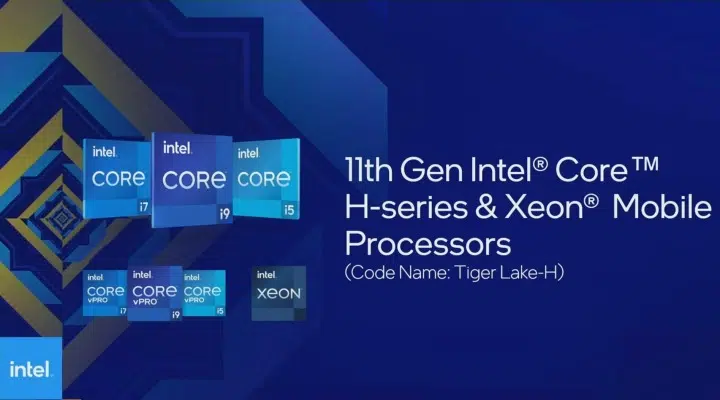 intel.
CORE
i7
intel.
CORE
i9
intel.
CORE
i5
11th Gen Intel® Core™
H-series & Xeon® Mobile
Processors
(Code Name: Tiger Lake-H)
intel.
CORE
vPRO
i7
intel.
CORE
vPRO
i9
intel.
CORE
vPRO
i5
intel.
XEON
intel.